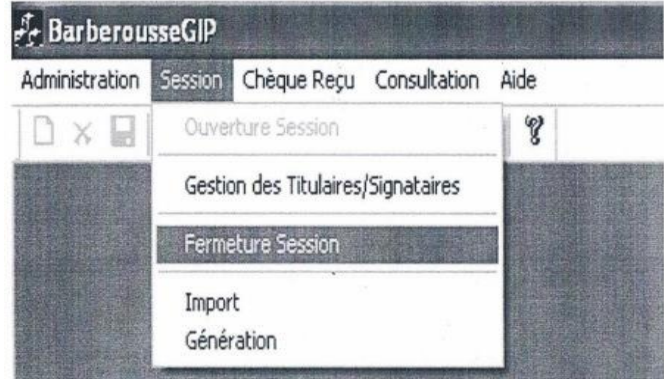 BarberousseGIP
Administration Session Chèque Reçu Consultation Aide
Ouverture Session
Gestion des Titulaires/Signataires
Fermeture Session
Import
Génération